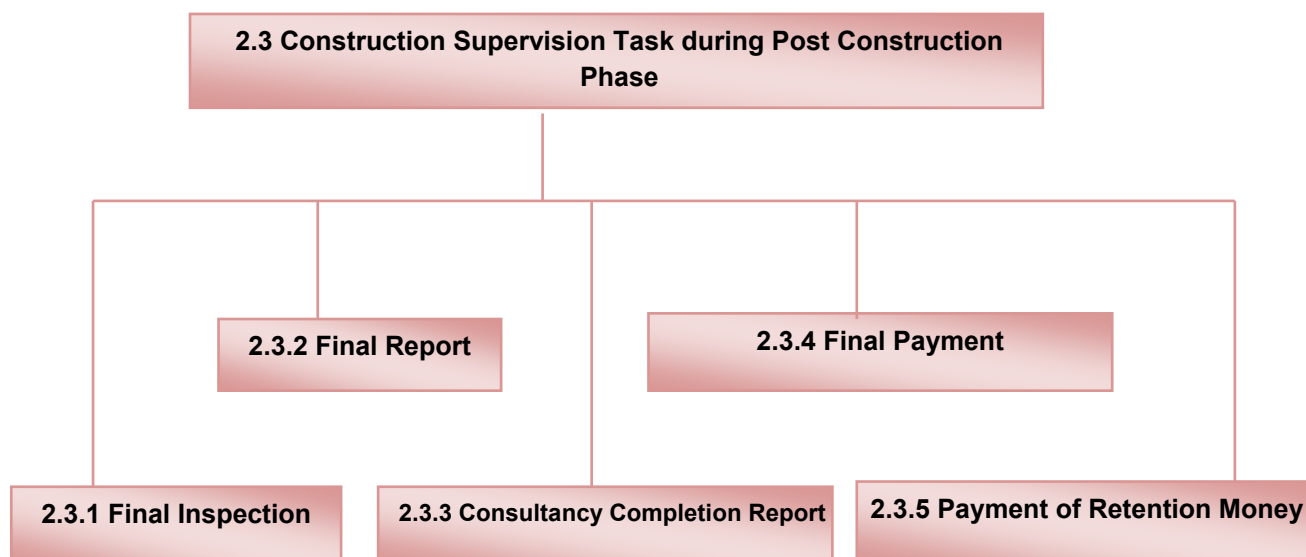 2.3 Construction Supervision Task during Post Construction
Phase
2.3.2 Final Report
2.3.4 Final Payment
2.3.1 Final Inspection
2.3.3 Consultancy Completion Report
2.3.5 Payment of Retention Money